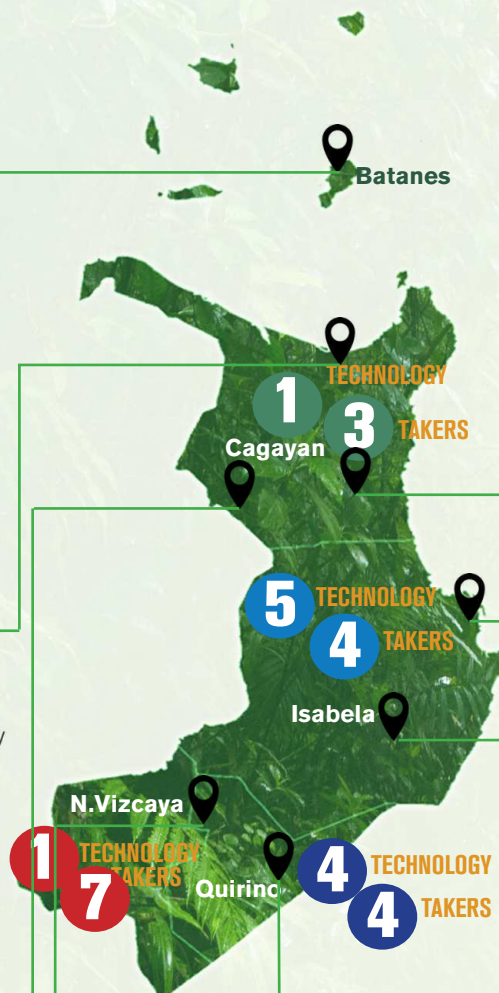 Batanes
1 TECHNOLOGY
3 TAKERS
Cagayan
5 TECHNOLOGY
4 TAKERS
Isabela
N.Vizcaya
1 TECHNOLOGY
7 TAKERS
Quirino
4 TECHNOLOGY
4 TAKERS